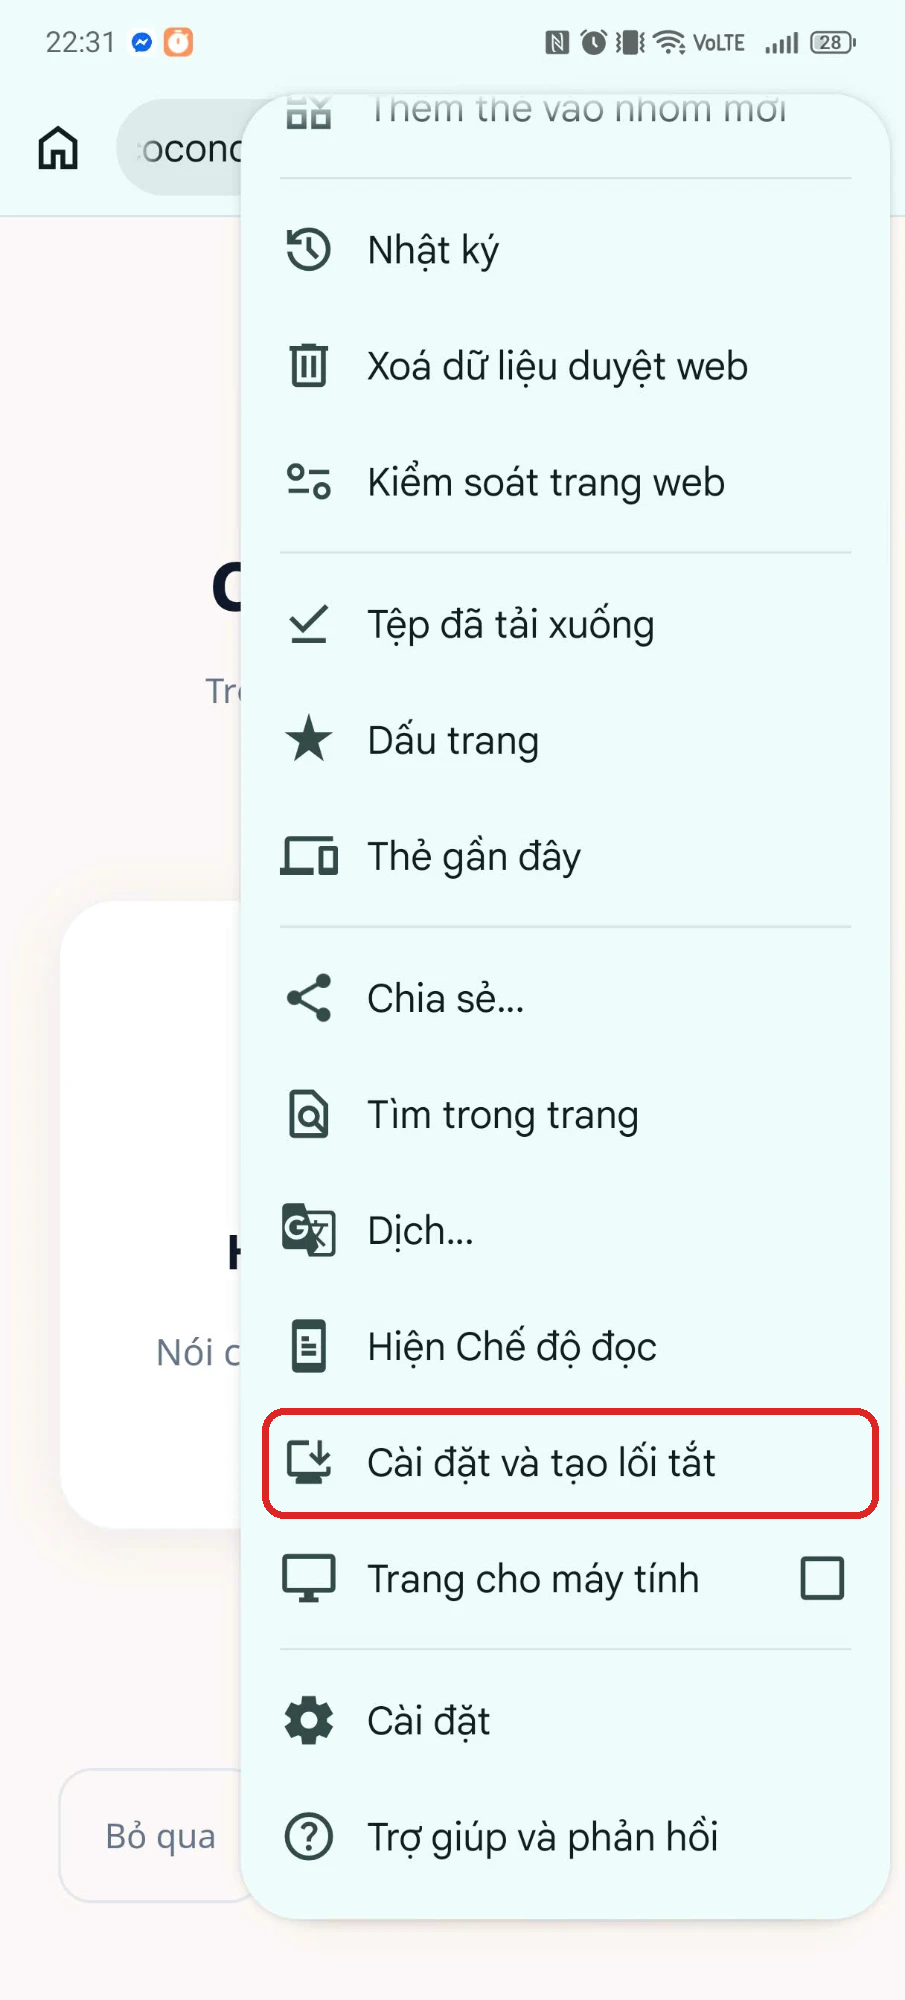 22:31
VoLTE
28
ocono
Thêm thẻ vào nhóm mới
Nhật ký
Xoá dữ liệu duyệt web
Kiểm soát trang web
Tệp đã tải xuống
Dấu trang
Thẻ gần đây
Chia sẻ...
Tìm trong trang
Dịch...
Hiện Chế độ đọc
Cài đặt và tạo lối tắt
Trang cho máy tính
Cài đặt
Trợ giúp và phản hồi
Nói c
Bỏ qua